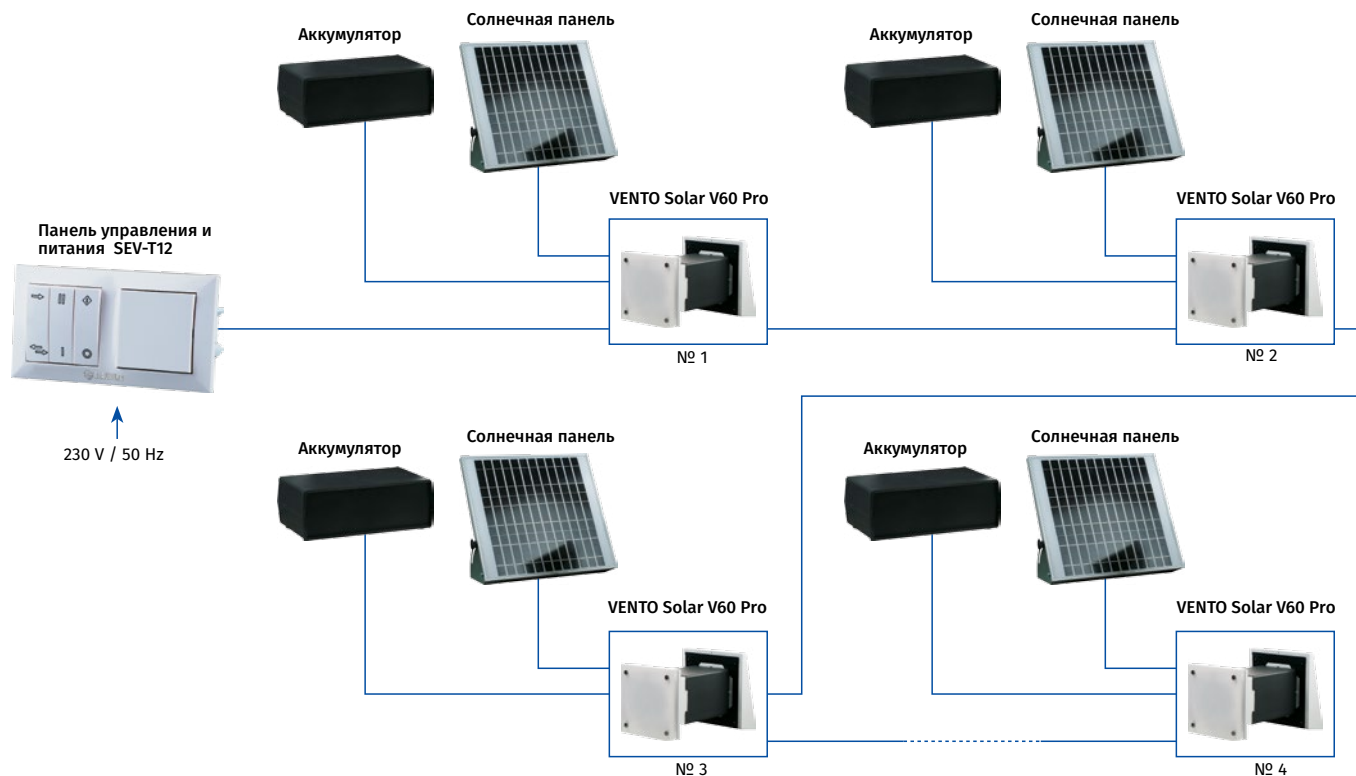 Аккумулятор
Солнечная панель
Аккумулятор
Солнечная панель
VENTO Solar V60 Pro
VENTO Solar V60 Pro
Панель управления и
питания SEV-T12
№ 1
№ 2
230 V / 50 Hz
Аккумулятор
Солнечная панель
Аккумулятор
Солнечная панель
VENTO Solar V60 Pro
VENTO Solar V60 Pro
№ 3
№ 4